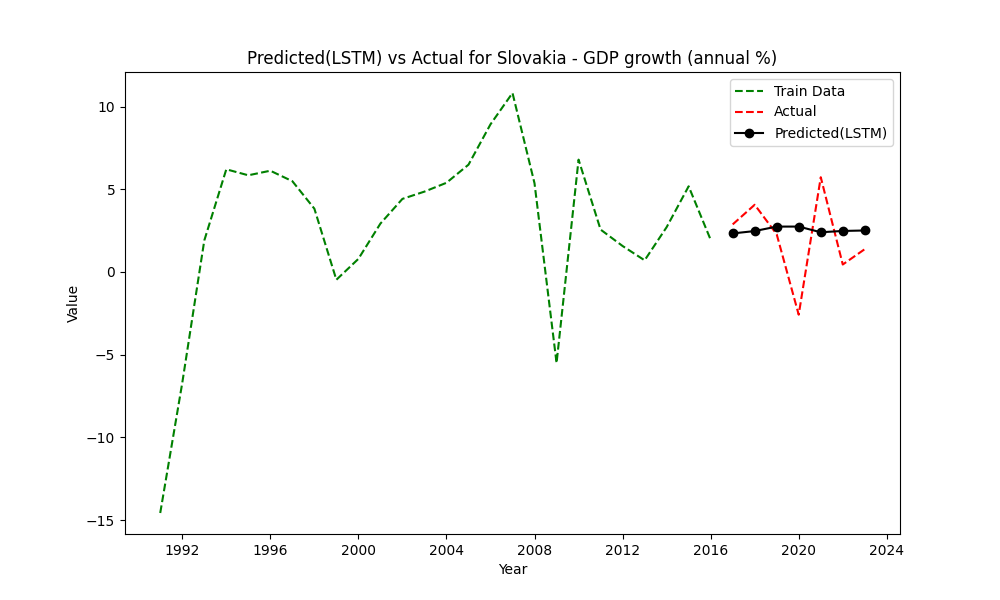 Predicted(LSTM) vs Actual for Slovakia - GDP growth (annual %)
Train Data
Actual
Predicted(LSTM)
Value
10
5
0
−5
−10
−15
1992 1996 2000 2004 2008 2012 2016 2020 2024
Year